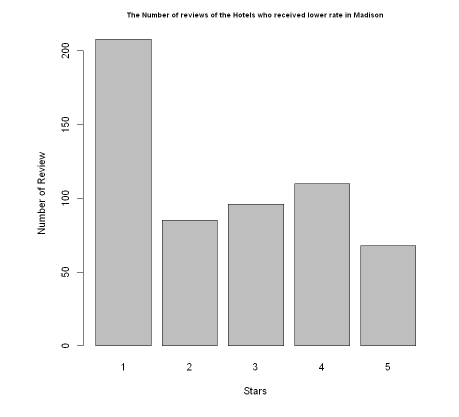 The Number of reviews of the Hotels who received lower rate in Madison
200
150
100
50
0
Number of Review
1 2 3 4 5
Stars